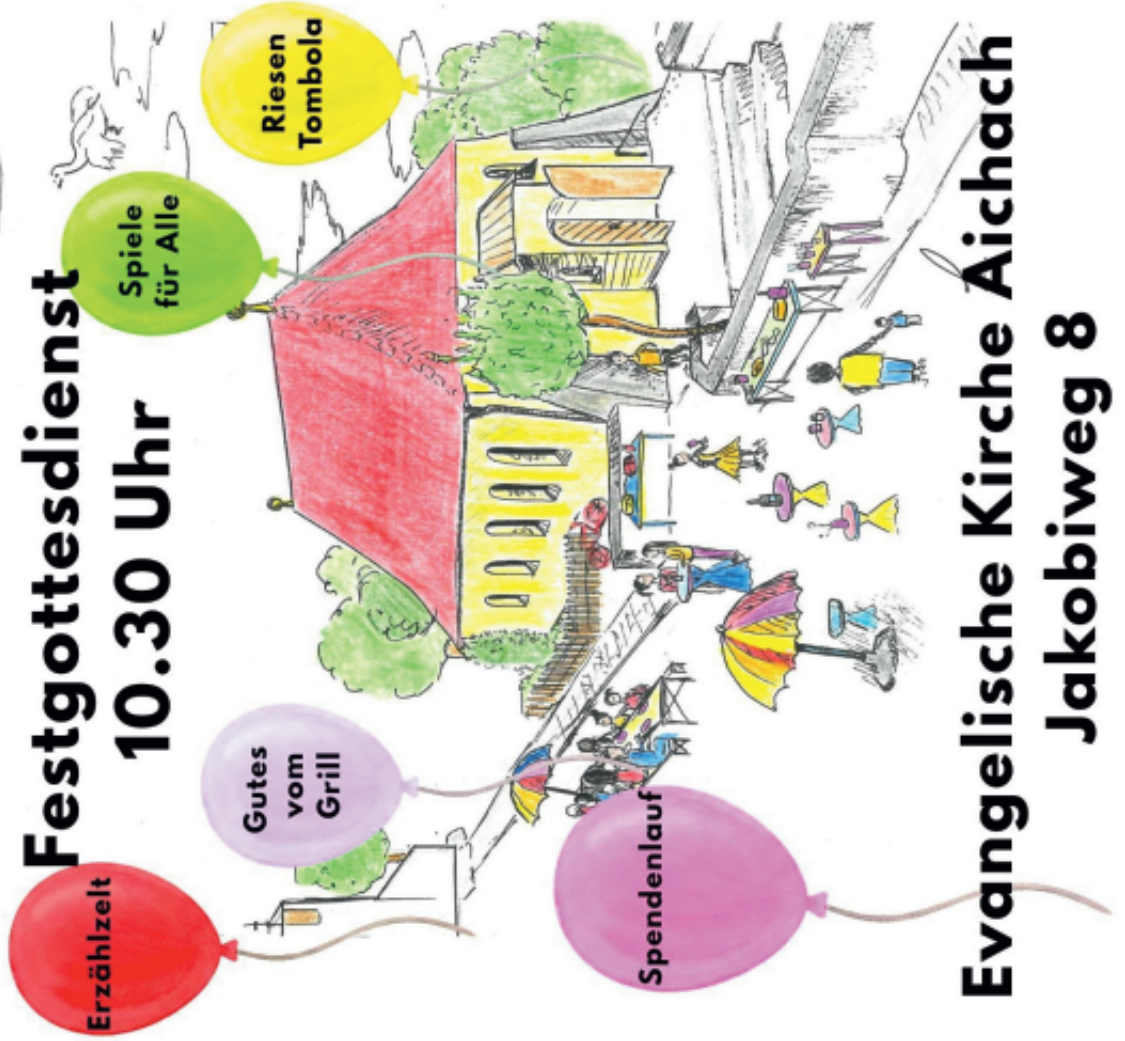 Festgottesdienst
10.30 Uhr
Erzählzelt
Gutes
vom
Grill
Spiele
für Alle
Riesen
Tombola
Spendenlauf
Evangelische Kirche Aichach
Jakobiweg 8